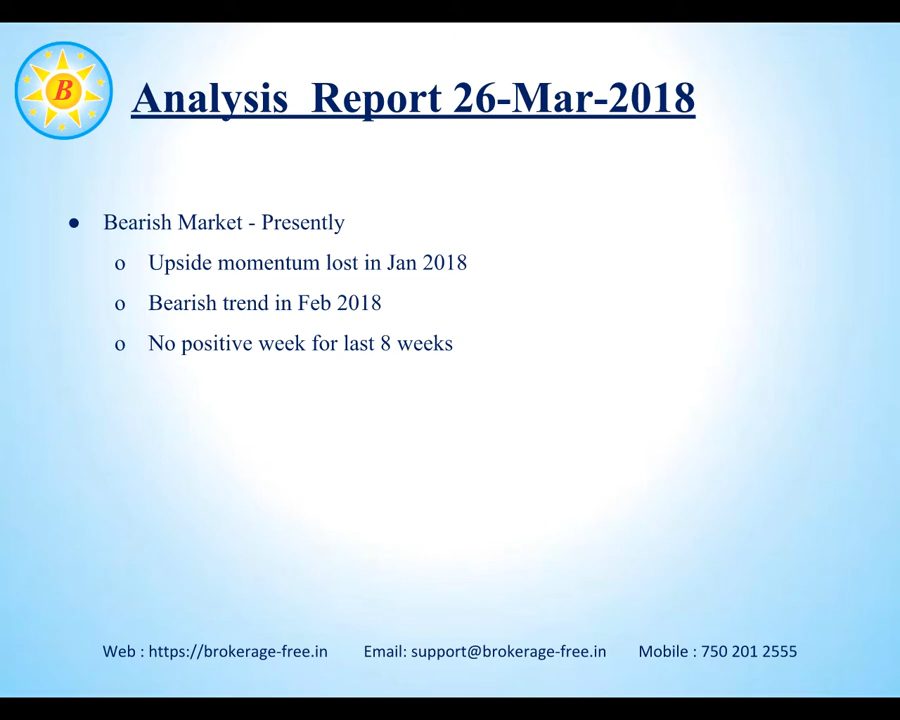 B
Analysis  Report 26-Mar-2018
● Bearish Market - Presently
o Upside momentum lost in Jan 2018
o Bearish trend in Feb 2018
o No positive week for last 8 weeks
Web : https://brokerage-free.in Email: support@brokerage-free.in Mobile : 750 201 2555